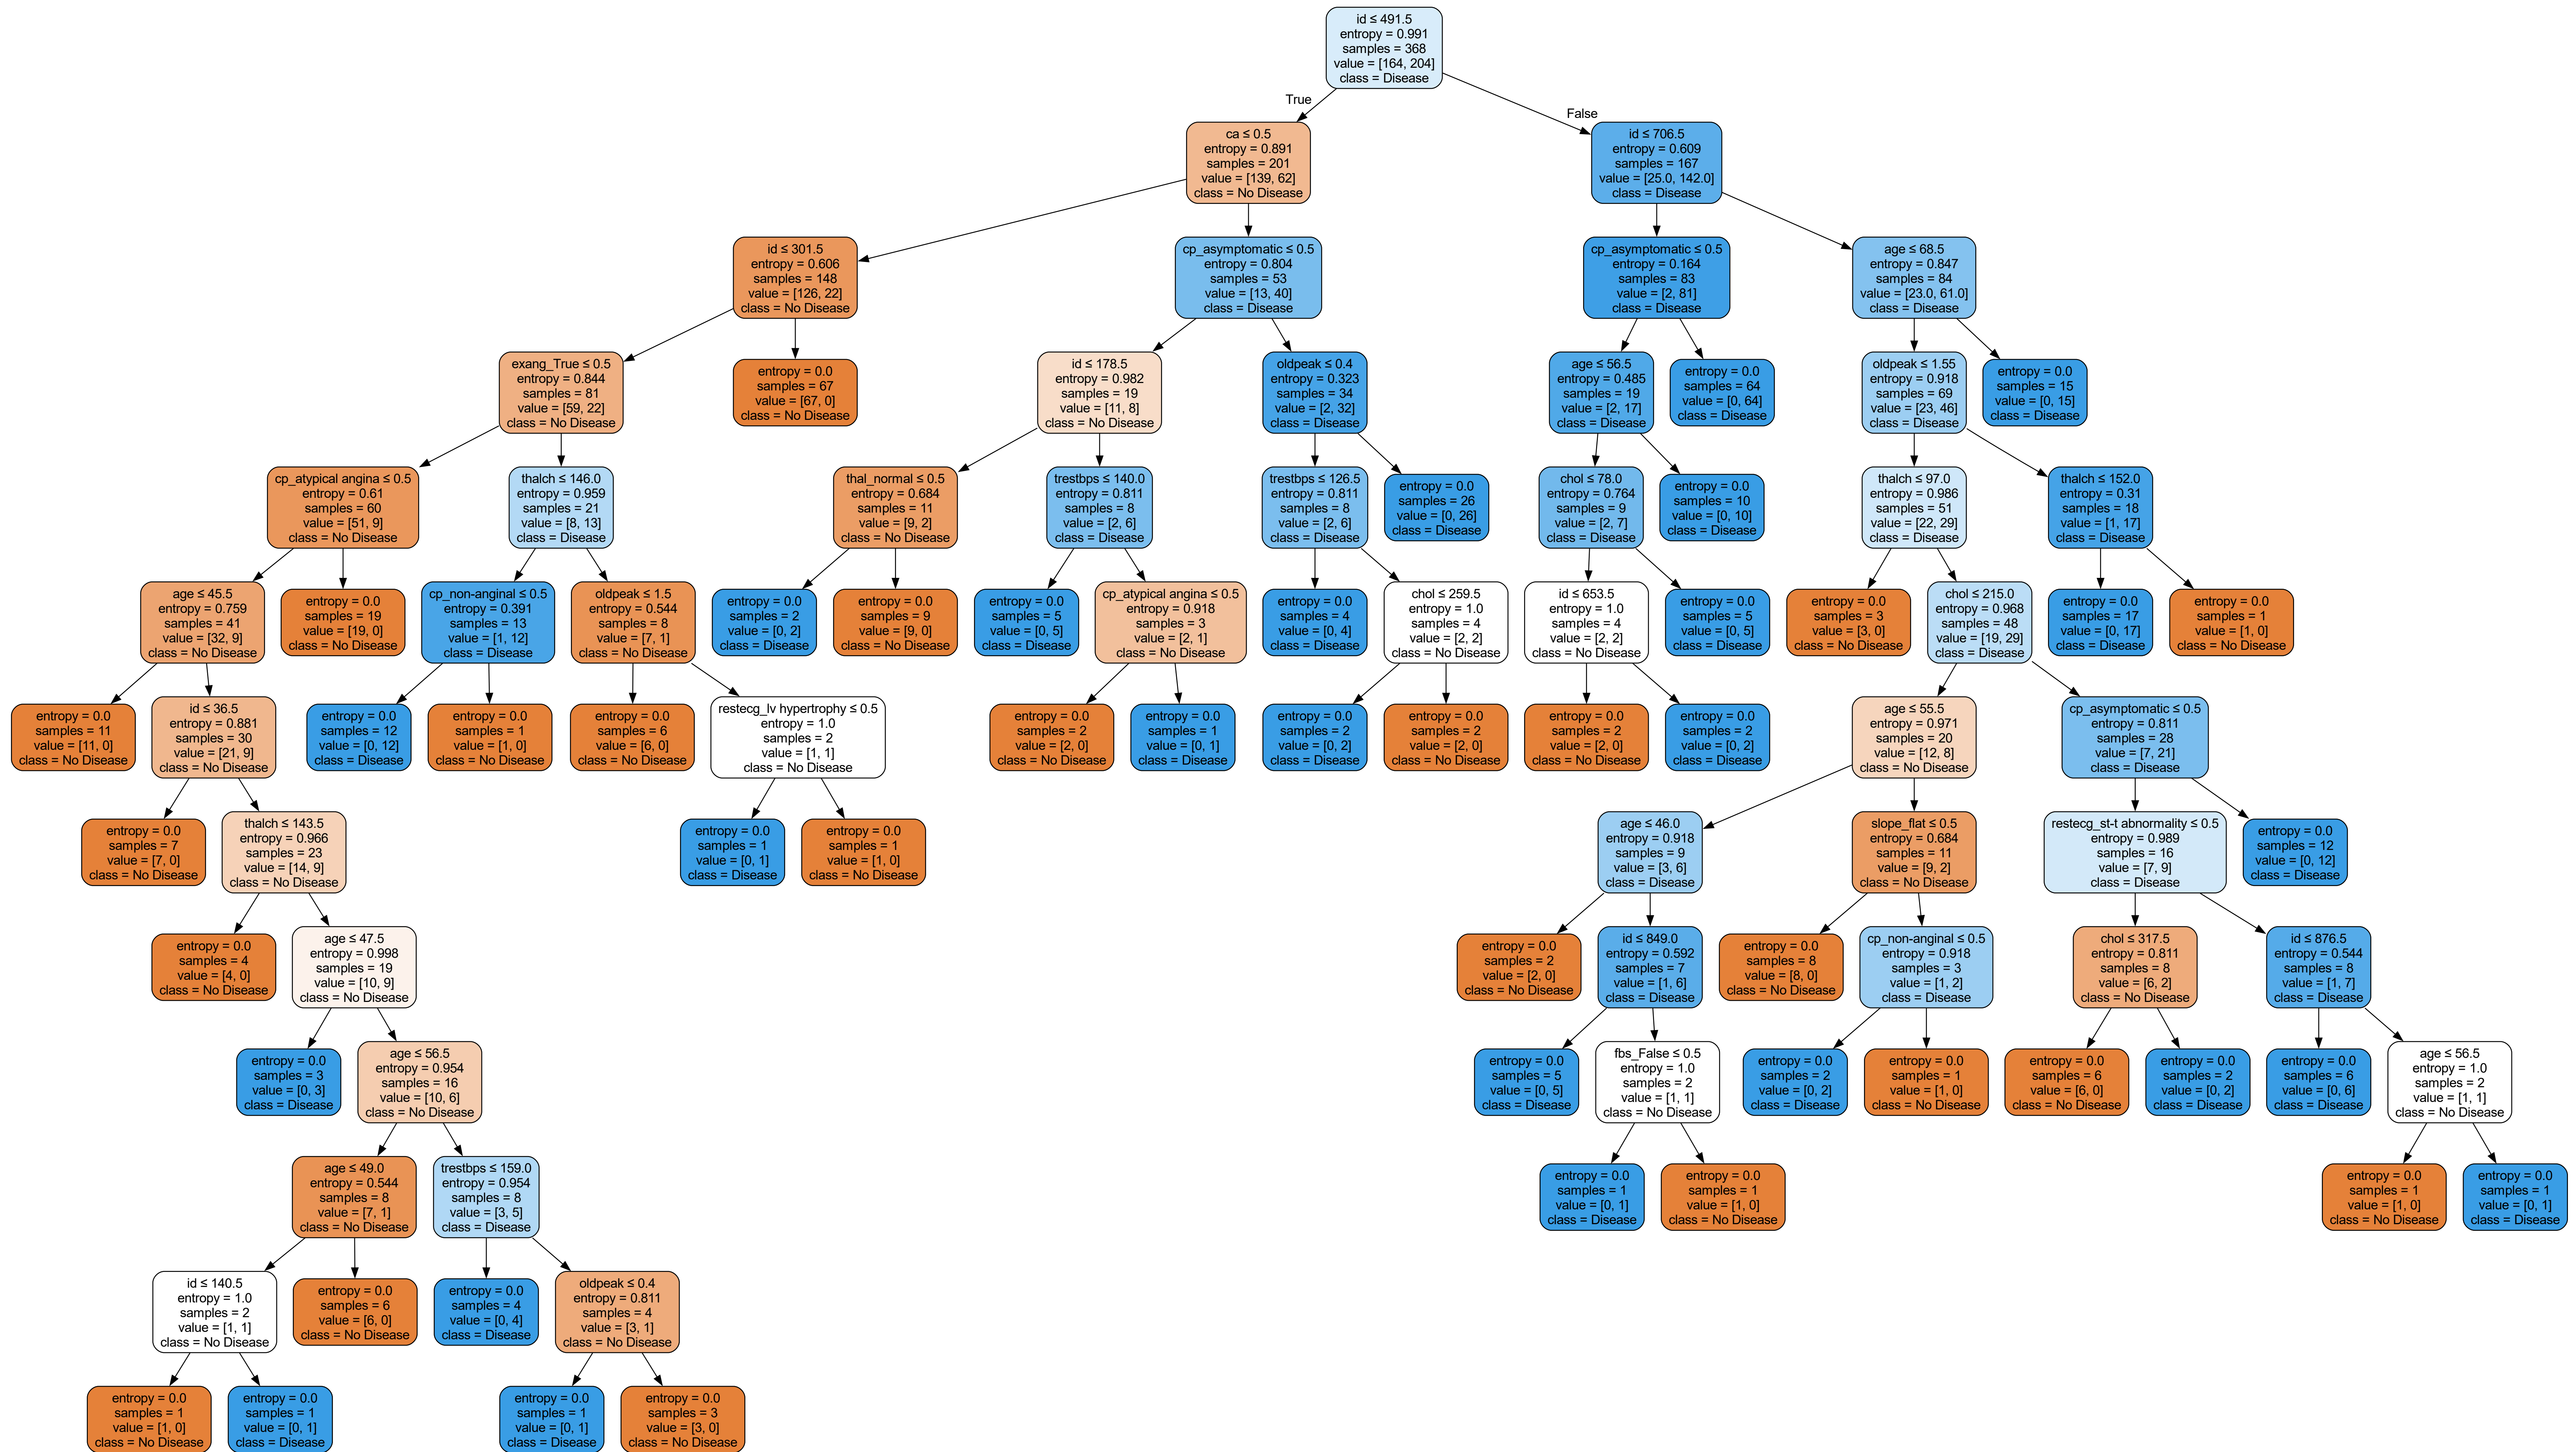 id ≤ 491.5
entropy = 0.991
samples = 368
value = [164, 204]
class = Disease
True
False
ca ≤ 0.5
entropy = 0.891
samples = 201
value = [139, 62]
class = No Disease
id ≤ 706.5
entropy = 0.609
samples = 167
value = [25.0, 142.0]
class = Disease
id ≤ 301.5
entropy = 0.606
samples = 148
value = [126, 22]
class = No Disease
cp_asymptomatic ≤ 0.5
entropy = 0.804
samples = 53
value = [13, 40]
class = Disease
cp_asymptomatic ≤ 0.5
entropy = 0.164
samples = 83
value = [2, 81]
class = Disease
age ≤ 68.5
entropy = 0.847
samples = 84
value = [23.0, 61.0]
class = Disease
exang_True ≤ 0.5
entropy = 0.844
samples = 81
value = [59, 22]
class = No Disease
entropy = 0.0
samples = 67
value = [67, 0]
class = No Disease
id ≤ 178.5
entropy = 0.982
samples = 19
value = [11, 8]
class = No Disease
oldpeak ≤ 0.4
entropy = 0.323
samples = 34
value = [2, 32]
class = Disease
age ≤ 56.5
entropy = 0.485
samples = 19
value = [2, 17]
class = Disease
entropy = 0.0
samples = 64
value = [0, 64]
class = Disease
oldpeak ≤ 1.55
entropy = 0.918
samples = 69
value = [23, 46]
class = Disease
entropy = 0.0
samples = 15
value = [0, 15]
class = Disease
cp_atypical angina ≤ 0.5
entropy = 0.61
samples = 60
value = [51, 9]
class = No Disease
thalch ≤ 146.0
entropy = 0.959
samples = 21
value = [8, 13]
class = Disease
thal_normal ≤ 0.5
entropy = 0.684
samples = 11
value = [9, 2]
class = No Disease
trestbps ≤ 140.0
entropy = 0.811
samples = 8
value = [2, 6]
class = Disease
trestbps ≤ 126.5
entropy = 0.811
samples = 8
value = [2, 6]
class = Disease
entropy = 0.0
samples = 26
value = [0, 26]
class = Disease
chol ≤ 78.0
entropy = 0.764
samples = 9
value = [2, 7]
class = Disease
entropy = 0.0
samples = 10
value = [0, 10]
class = Disease
thalch ≤ 97.0
entropy = 0.986
samples = 51
value = [22, 29]
class = Disease
thalch ≤ 152.0
entropy = 0.31
samples = 18
value = [1, 17]
class = Disease
age ≤ 45.5
entropy = 0.759
samples = 41
value = [32, 9]
class = No Disease
entropy = 0.0
samples = 19
value = [19, 0]
class = No Disease
cp_non-anginal ≤ 0.5
entropy = 0.391
samples = 13
value = [1, 12]
class = Disease
oldpeak ≤ 1.5
entropy = 0.544
samples = 8
value = [7, 1]
class = No Disease
entropy = 0.0
samples = 2
value = [0, 2]
class = Disease
entropy = 0.0
samples = 9
value = [9, 0]
class = No Disease
entropy = 0.0
samples = 5
value = [0, 5]
class = Disease
cp_atypical angina ≤ 0.5
entropy = 0.918
samples = 3
value = [2, 1]
class = No Disease
entropy = 0.0
samples = 4
value = [0, 4]
class = Disease
chol ≤ 259.5
entropy = 1.0
samples = 4
value = [2, 2]
class = No Disease
id ≤ 653.5
entropy = 1.0
samples = 4
value = [2, 2]
class = No Disease
entropy = 0.0
samples = 5
value = [0, 5]
class = Disease
entropy = 0.0
samples = 3
value = [3, 0]
class = No Disease
chol ≤ 215.0
entropy = 0.968
samples = 48
value = [19, 29]
class = Disease
entropy = 0.0
samples = 17
value = [0, 17]
class = Disease
entropy = 0.0
samples = 1
value = [1, 0]
class = No Disease
entropy = 0.0
samples = 11
value = [11, 0]
class = No Disease
id ≤ 36.5
entropy = 0.881
samples = 30
value = [21, 9]
class = No Disease
entropy = 0.0
samples = 12
value = [0, 12]
class = Disease
entropy = 0.0
samples = 1
value = [1, 0]
class = No Disease
entropy = 0.0
samples = 6
value = [6, 0]
class = No Disease
restecg_lv hypertrophy ≤ 0.5
entropy = 1.0
samples = 2
value = [1, 1]
class = No Disease
entropy = 0.0
samples = 2
value = [2, 0]
class = No Disease
entropy = 0.0
samples = 1
value = [0, 1]
class = Disease
entropy = 0.0
samples = 2
value = [0, 2]
class = Disease
entropy = 0.0
samples = 2
value = [2, 0]
class = No Disease
entropy = 0.0
samples = 2
value = [2, 0]
class = No Disease
entropy = 0.0
samples = 2
value = [0, 2]
class = Disease
age ≤ 55.5
entropy = 0.971
samples = 20
value = [12, 8]
class = No Disease
cp_asymptomatic ≤ 0.5
entropy = 0.811
samples = 28
value = [7, 21]
class = Disease
entropy = 0.0
samples = 7
value = [7, 0]
class = No Disease
thalch ≤ 143.5
entropy = 0.966
samples = 23
value = [14, 9]
class = No Disease
entropy = 0.0
samples = 1
value = [0, 1]
class = Disease
entropy = 0.0
samples = 1
value = [1, 0]
class = No Disease
age ≤ 46.0
entropy = 0.918
samples = 9
value = [3, 6]
class = Disease
slope_flat ≤ 0.5
entropy = 0.684
samples = 11
value = [9, 2]
class = No Disease
restecg_st-t abnormality ≤ 0.5
entropy = 0.989
samples = 16
value = [7, 9]
class = Disease
entropy = 0.0
samples = 12
value = [0, 12]
class = Disease
entropy = 0.0
samples = 4
value = [4, 0]
class = No Disease
age ≤ 47.5
entropy = 0.998
samples = 19
value = [10, 9]
class = No Disease
entropy = 0.0
samples = 2
value = [2, 0]
class = No Disease
id ≤ 849.0
entropy = 0.592
samples = 7
value = [1, 6]
class = Disease
entropy = 0.0
samples = 8
value = [8, 0]
class = No Disease
cp_non-anginal ≤ 0.5
entropy = 0.918
samples = 3
value = [1, 2]
class = Disease
chol ≤ 317.5
entropy = 0.811
samples = 8
value = [6, 2]
class = No Disease
id ≤ 876.5
entropy = 0.544
samples = 8
value = [1, 7]
class = Disease
entropy = 0.0
samples = 3
value = [0, 3]
class = Disease
age ≤ 56.5
entropy = 0.954
samples = 16
value = [10, 6]
class = No Disease
entropy = 0.0
samples = 5
value = [0, 5]
class = Disease
fbs_False ≤ 0.5
entropy = 1.0
samples = 2
value = [1, 1]
class = No Disease
entropy = 0.0
samples = 2
value = [0, 2]
class = Disease
entropy = 0.0
samples = 1
value = [1, 0]
class = No Disease
entropy = 0.0
samples = 6
value = [6, 0]
class = No Disease
entropy = 0.0
samples = 2
value = [0, 2]
class = Disease
entropy = 0.0
samples = 6
value = [0, 6]
class = Disease
age ≤ 56.5
entropy = 1.0
samples = 2
value = [1, 1]
class = No Disease
age ≤ 49.0
entropy = 0.544
samples = 8
value = [7, 1]
class = No Disease
trestbps ≤ 159.0
entropy = 0.954
samples = 8
value = [3, 5]
class = Disease
entropy = 0.0
samples = 1
value = [0, 1]
class = Disease
entropy = 0.0
samples = 1
value = [1, 0]
class = No Disease
entropy = 0.0
samples = 1
value = [1, 0]
class = No Disease
entropy = 0.0
samples = 1
value = [0, 1]
class = Disease
id ≤ 140.5
entropy = 1.0
samples = 2
value = [1, 1]
class = No Disease
entropy = 0.0
samples = 6
value = [6, 0]
class = No Disease
entropy = 0.0
samples = 4
value = [0, 4]
class = Disease
oldpeak ≤ 0.4
entropy = 0.811
samples = 4
value = [3, 1]
class = No Disease
entropy = 0.0
samples = 1
value = [1, 0]
class = No Disease
entropy = 0.0
samples = 1
value = [0, 1]
class = Disease
entropy = 0.0
samples = 1
value = [0, 1]
class = Disease
entropy = 0.0
samples = 3
value = [3, 0]
class = No Disease